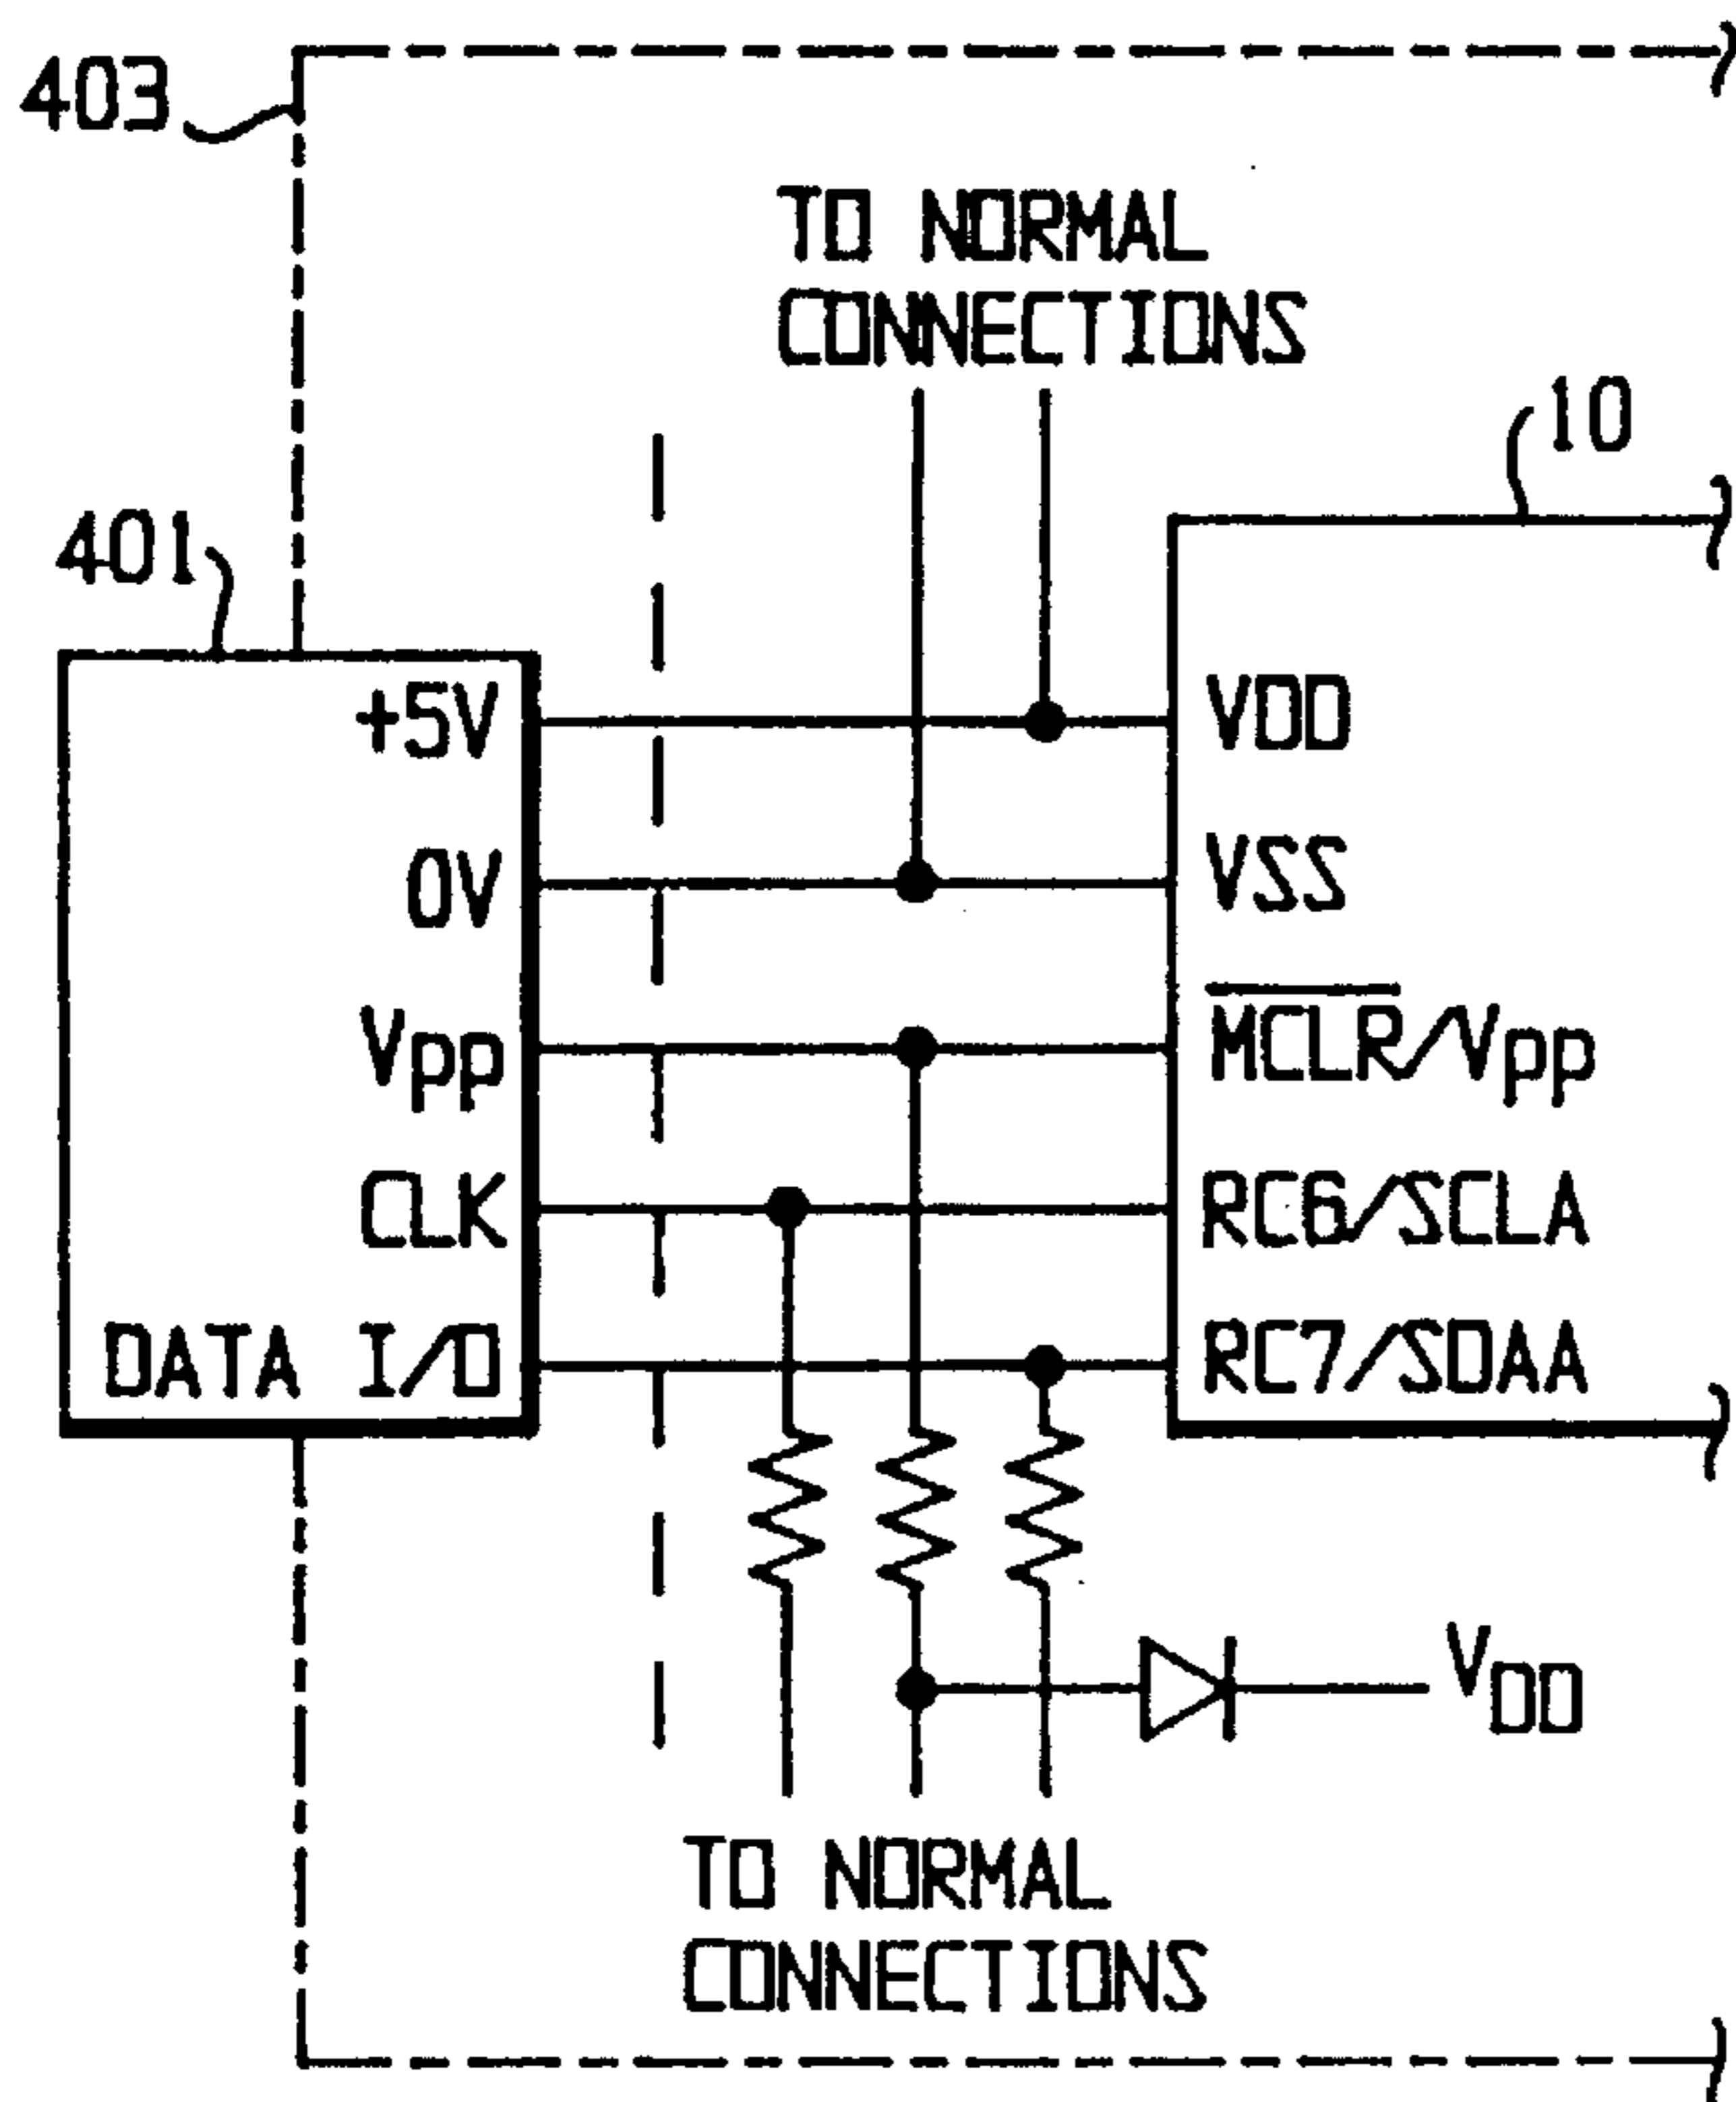 403
TO NORMAL
CONNECTIONS
10
401
+5V
VDD
0V
VSS
Vpp
MCLR/Vpp
CLK
RC6/SCLA
DATA I/O
RC7/SDAA
VDD
TO NORMAL
CONNECTIONS